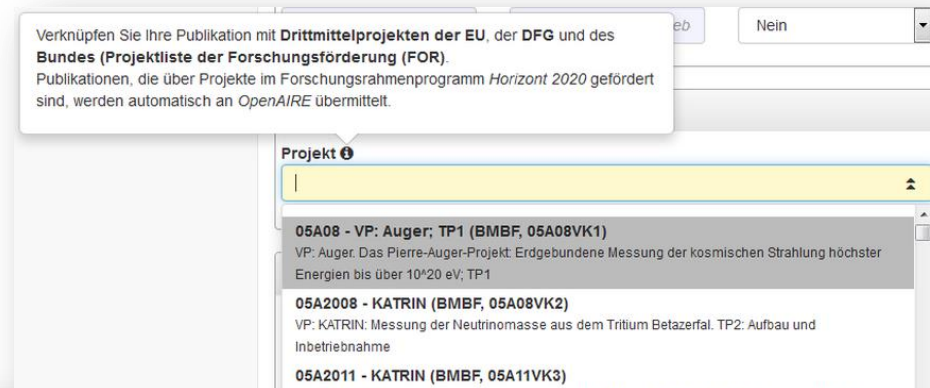 Verknüpfen Sie Ihre Publikation mit Drittmittelprojekten der EU, der DFG und des
Bundes (Projektliste der Forschungsförderung (FOR).
Publikationen, die über Projekte im Forschungsrahmenprogramm Horizont 2020 gefördert
sind, werden automatisch an OpenAIRE übermittelt.
eb
Nein
Projekt
05A08 - VP: Auger; TP1 (BMBF, 05A08VK1)
VP: Auger. Das Pierre-Auger-Projekt: Erdgebundene Messung der kosmischen Strahlung höchster
Energien bis über 10^20 eV; TP1
05A2008 - KATRIN (BMBF, 05A08VK2)
VP: KATRIN: Messung der Neutrinomasse aus dem Tritium Betazerfal. TP2: Aufbau und
Inbetriebnahme
05A2011 - KATRIN (BMBF, 05A11VK3)